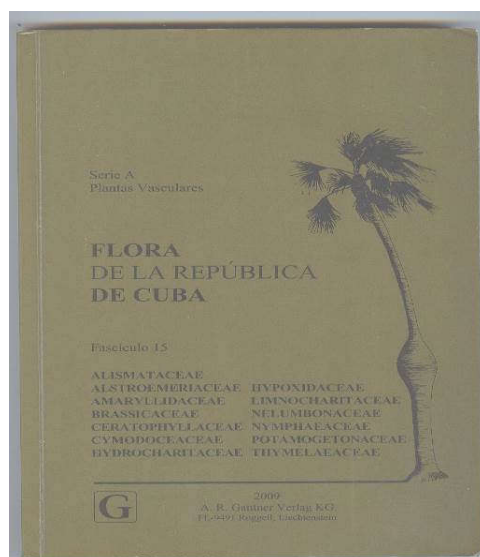 Serie A
Plantas Vasculares
FLORA
DE LA REPÚBLICA
DE CUBA
Fascículo 15
ALISMATACEAE
ALSTROEMERIACEAE HYPOXIDACEAE
AMARYLLIDACEAE LIMNOCHARITACEAE
BRASSICACEAE NELUMBONACEAE
CERATOPHYLLACEAE NYMPHAEACEAE
CYMODOCEACEAE POTAMOGETONACEAE
HYDROCHARITACEAE THYMELAEACEAE
G
2009
A. R. Gantner Verlag KG
FL-9491 Ruggell, Liechtenstein